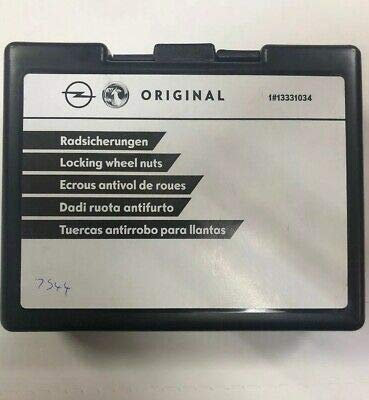 ORIGINAL 1#13331034
Radsicherungen
Locking wheel nuts
Ecrous antivol de roues
Dadi ruota antifurto
Tuercas antirrobo para llantas
7544